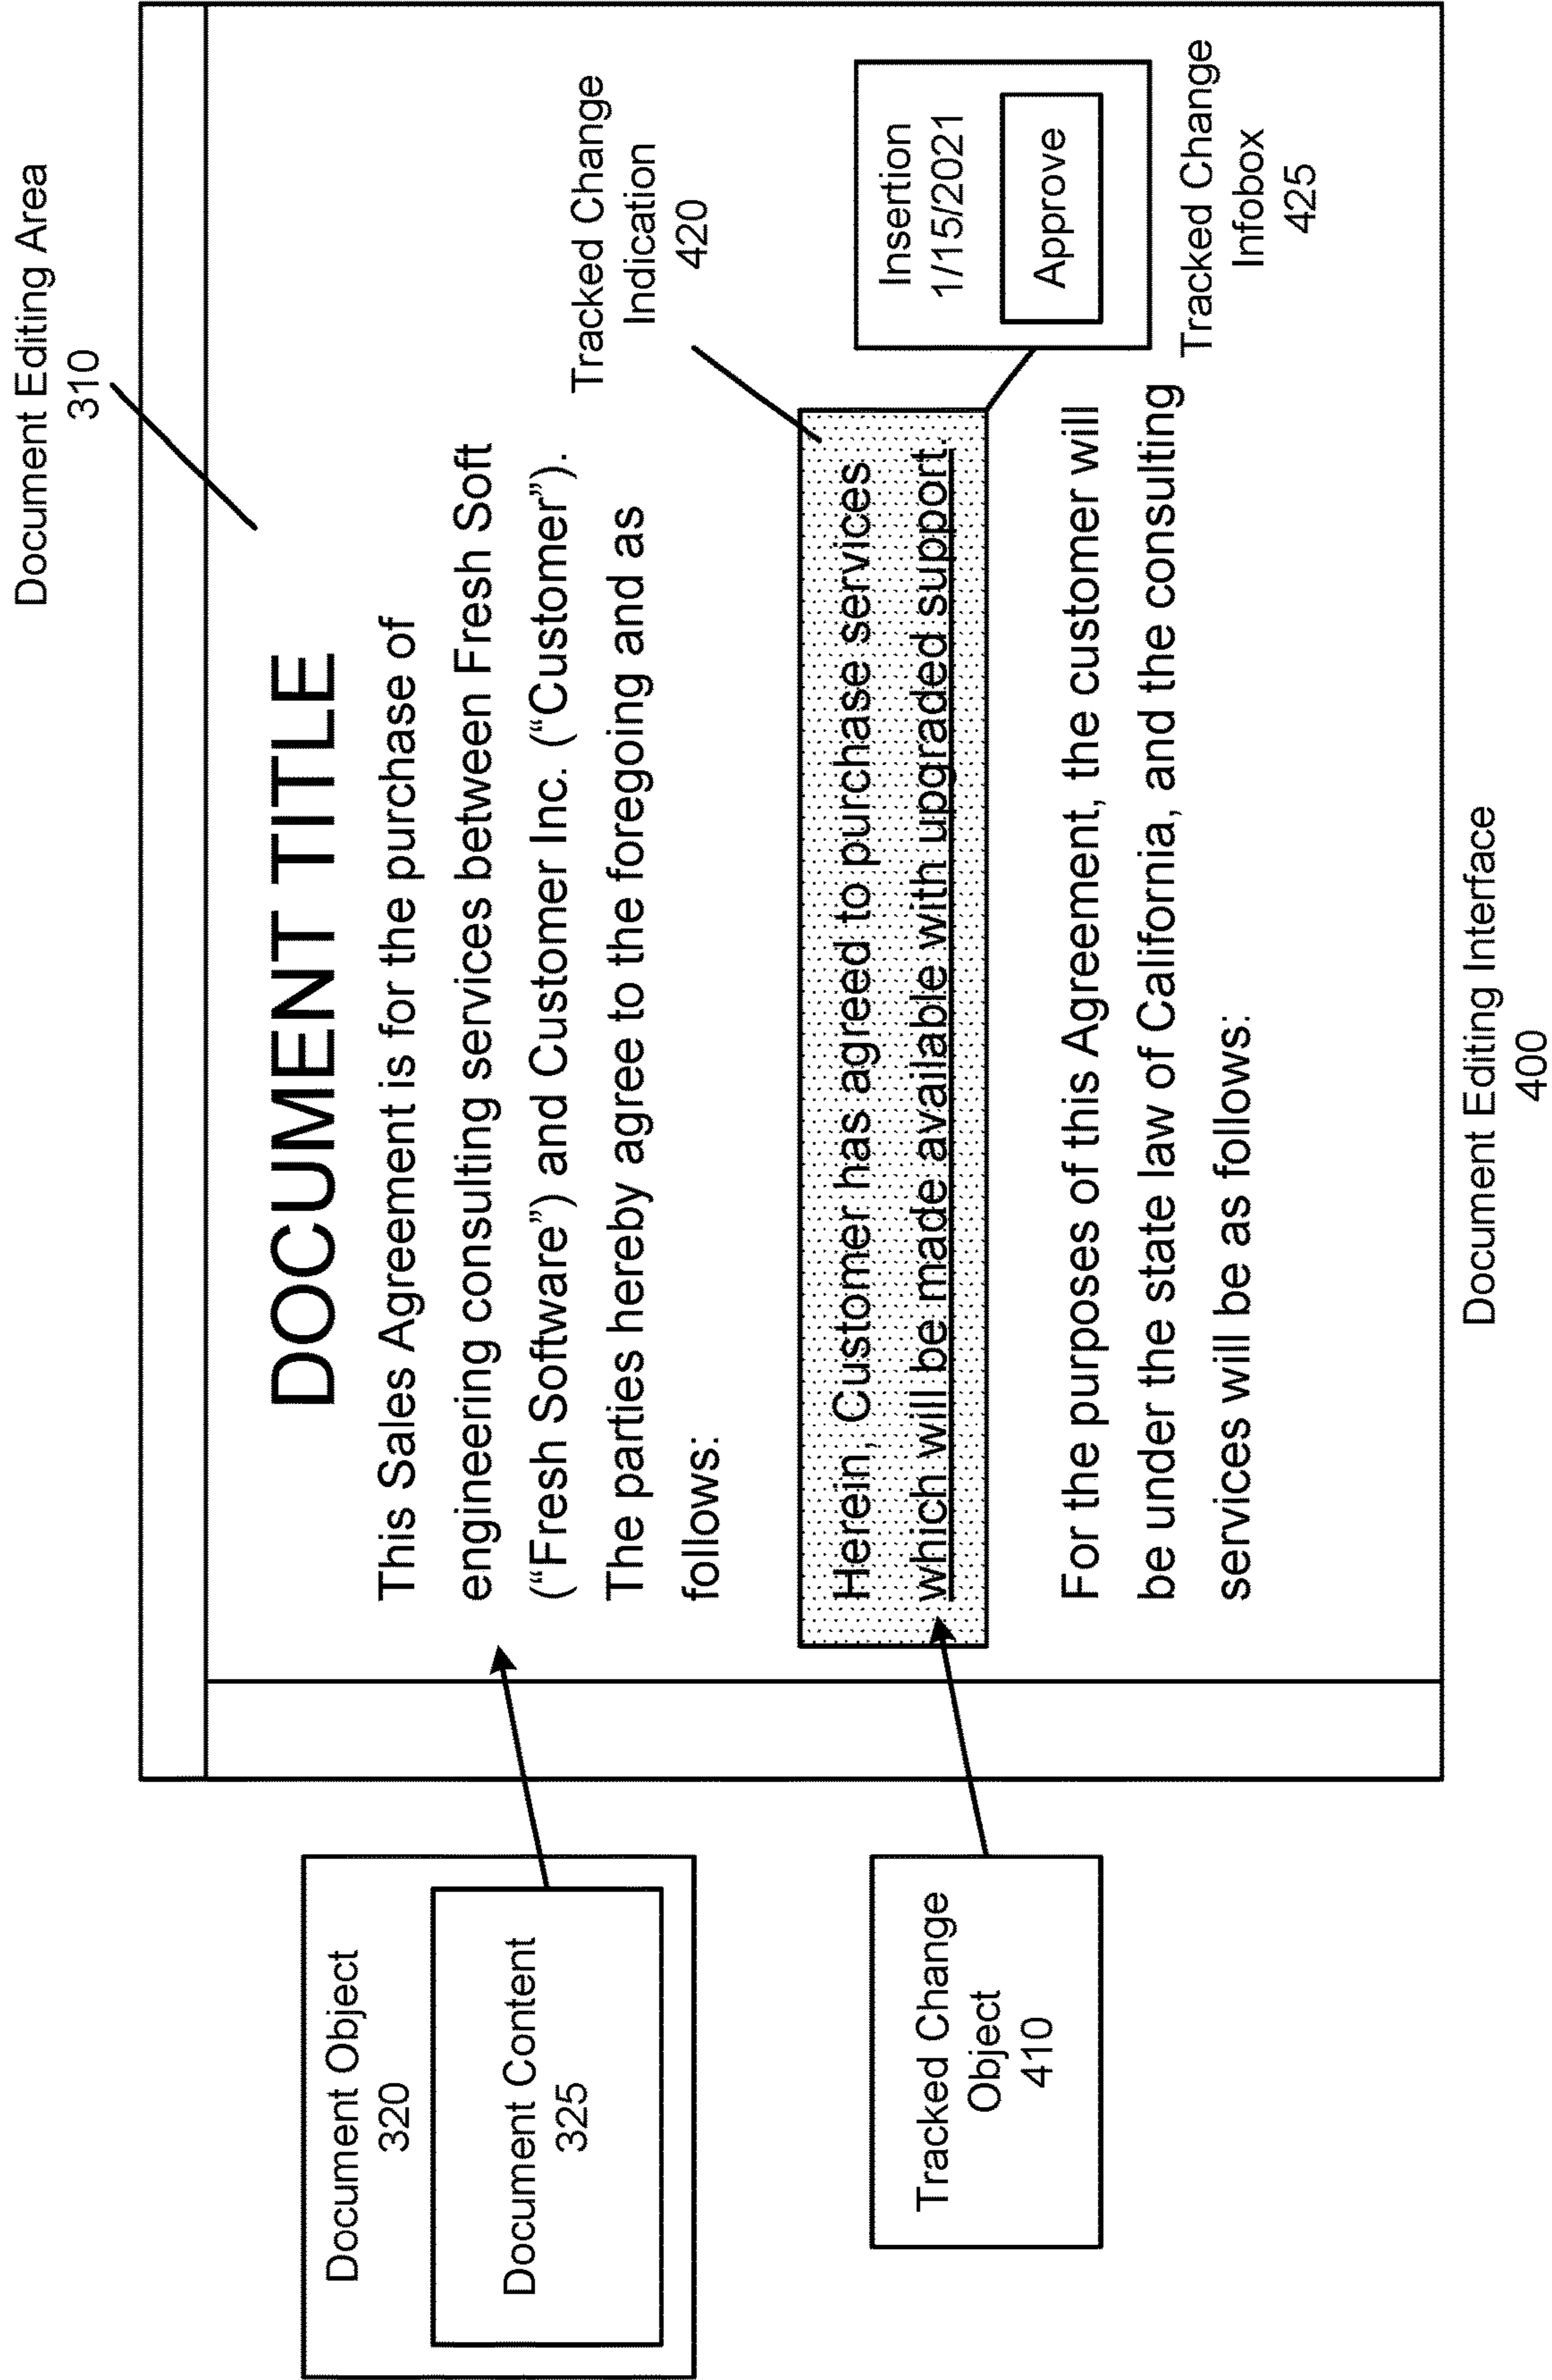 Document Editing Area
310
Document Object
320
Document Content
325
DOCUMENT TITLE
This Sales Agreement is for the purchase of
engineering consulting services between Fresh Soft
(“Fresh Software”) and Customer Inc. (“Customer”).
The parties hereby agree to the foregoing and as
follows:
Tracked Change
Indication
420
Tracked Change
Object
410
Herein, Customer has agreed to purchase services
which will be made available with upgraded support.
Insertion
1/15/2021
Approve
Tracked Change
Infobox
425
For the purposes of this Agreement, the customer will
be under the state law of California, and the consulting
services will be as follows:
Document Editing Interface
400